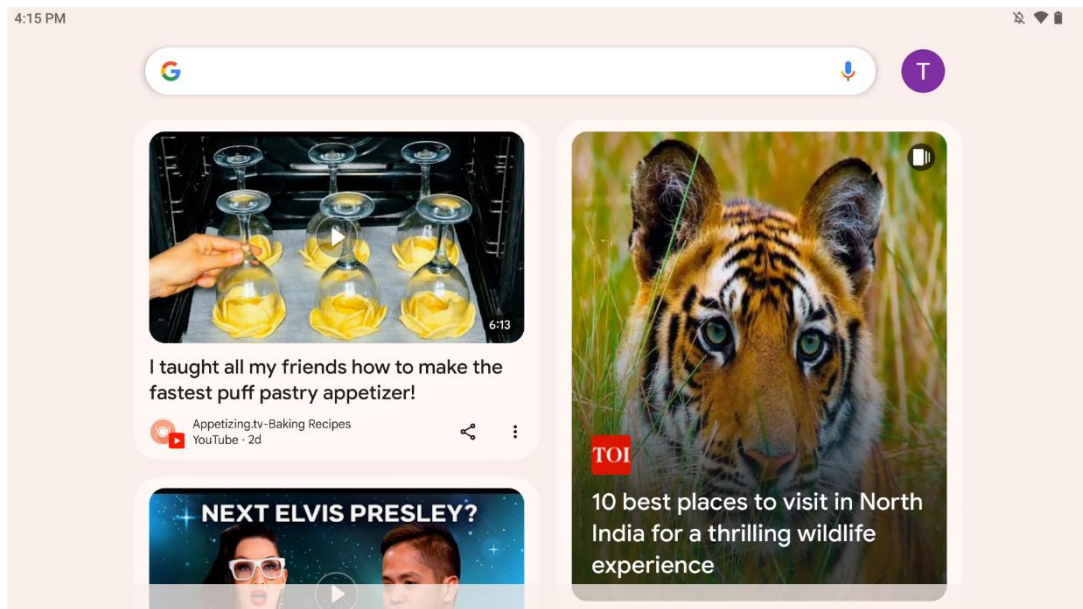 4:15 PM
T
6:13
I taught all my friends how to make the
fastest puff pastry appetizer!
Appetizing.tv-Baking Recipes
YouTube · 2d
NEXT ELVIS PRESLEY?
TOI
10 best places to visit in North
India for a thrilling wildlife
experience